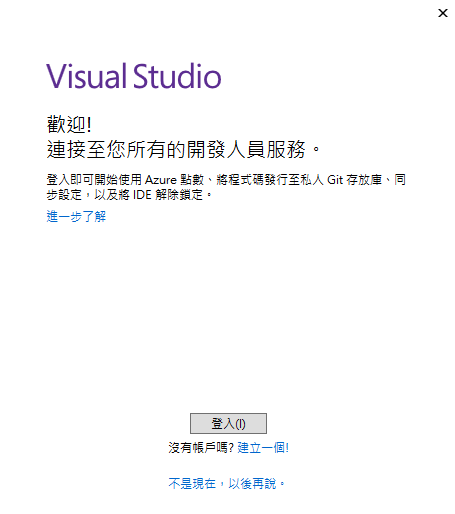 Visual Studio
歡迎!
連接至您所有的開發人員服務。
登入即可開始使用 Azure 點數、將程式碼發行至私人 Git 存放庫、同
步設定，以及將 IDE 解除鎖定。
進一步了解
登入(I)
沒有帳戶嗎? 建立一個!
不是現在，以後再說。